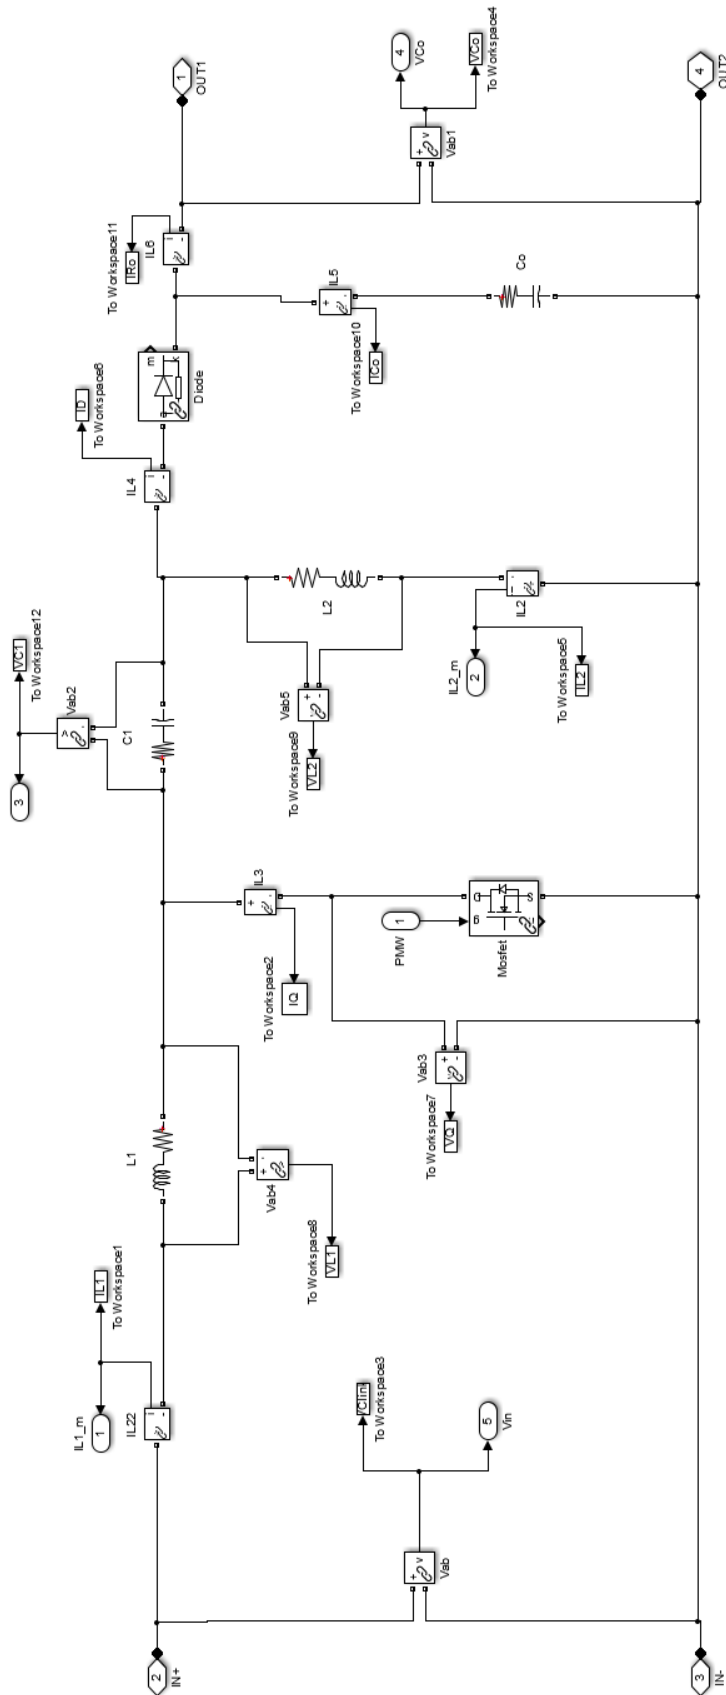 2
IN+
3
IN-
Vab
+
v
VClink
To Workspace3
5
Vin
IL22
i
-
IL1_m
1
IL1
To Workspace1
L1
Vab4
+
-
VL1
To Workspace8
IL3
+
-
IQ
To Workspace2
Vab3
+
-
VQ
To Workspace7
PMW
1
Mosfet
g
D
S
C1
Vab2
3
VC1
To Workspace12
L2
Vab5
+
-
VL2
To Workspace9
IL2
IL2_m
2
IL2
To Workspace5
IL4
i
-
ID
To Workspace6
Diode
a
m
k
IL5
+
-
ICo
To Workspace10
Co
IL6
i
-
IRo
To Workspace11
Vab1
+
v
4
VCo
VCo
To Workspace4
1
OUT1
4
OUT2